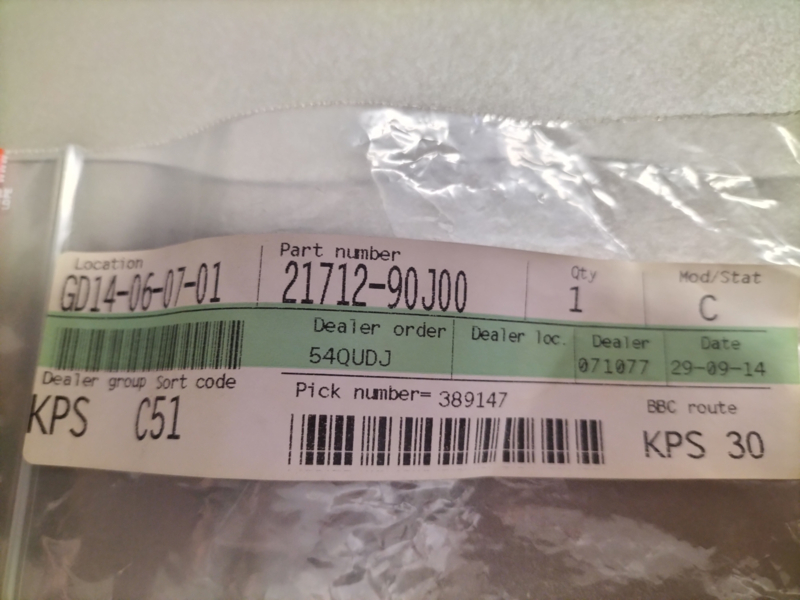 Location
GD14-06-07-01
Part number
21712-90J00
Qty
1
Mod/Stat
C
Dealer order
54QUDJ
Dealer loc.
Dealer
071077
Date
29-09-14
Dealer group Sort code
KPS C51
Pick number= 389147
BBC route
KPS 30